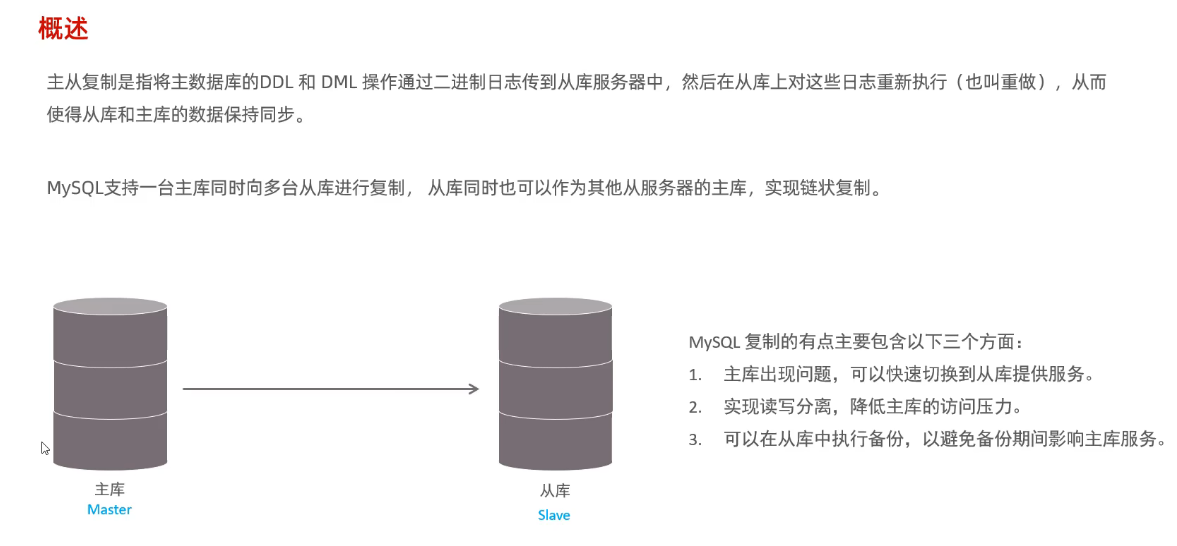 概述
主从复制是指将主数据库的DDL 和 DML 操作通过二进制日志传到从库服务器中，然后在从库上对这些日志重新执行（也叫重做），从而
使得从库和主库的数据保持同步。
MySQL支持一台主库同时向多台从库进行复制， 从库同时也可以作为其他从服务器的主库，实现链状复制。
MySQL 复制的有点主要包含以下三个方面：
1. 主库出现问题，可以快速切换到从库提供服务。
2. 实现读写分离，降低主库的访问压力。
3. 可以在从库中执行备份，以避免备份期间影响主库服务。
主库
Master
从库
Slave